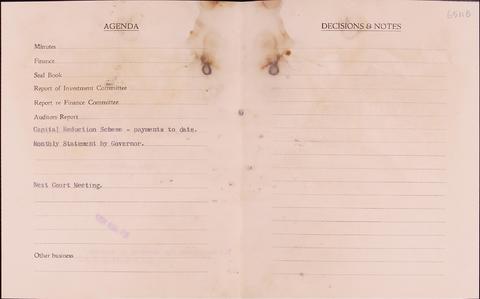 AGENDA
Minutes
Finance
Seal Book
Report of Investment Committee
Report re Finance Committee
Auditors Report
Capital Reduction Scheme - payments to date.
Monthly Statement by Governor.
Next Court Meeting.
Other business
DECISIONS & NOTES